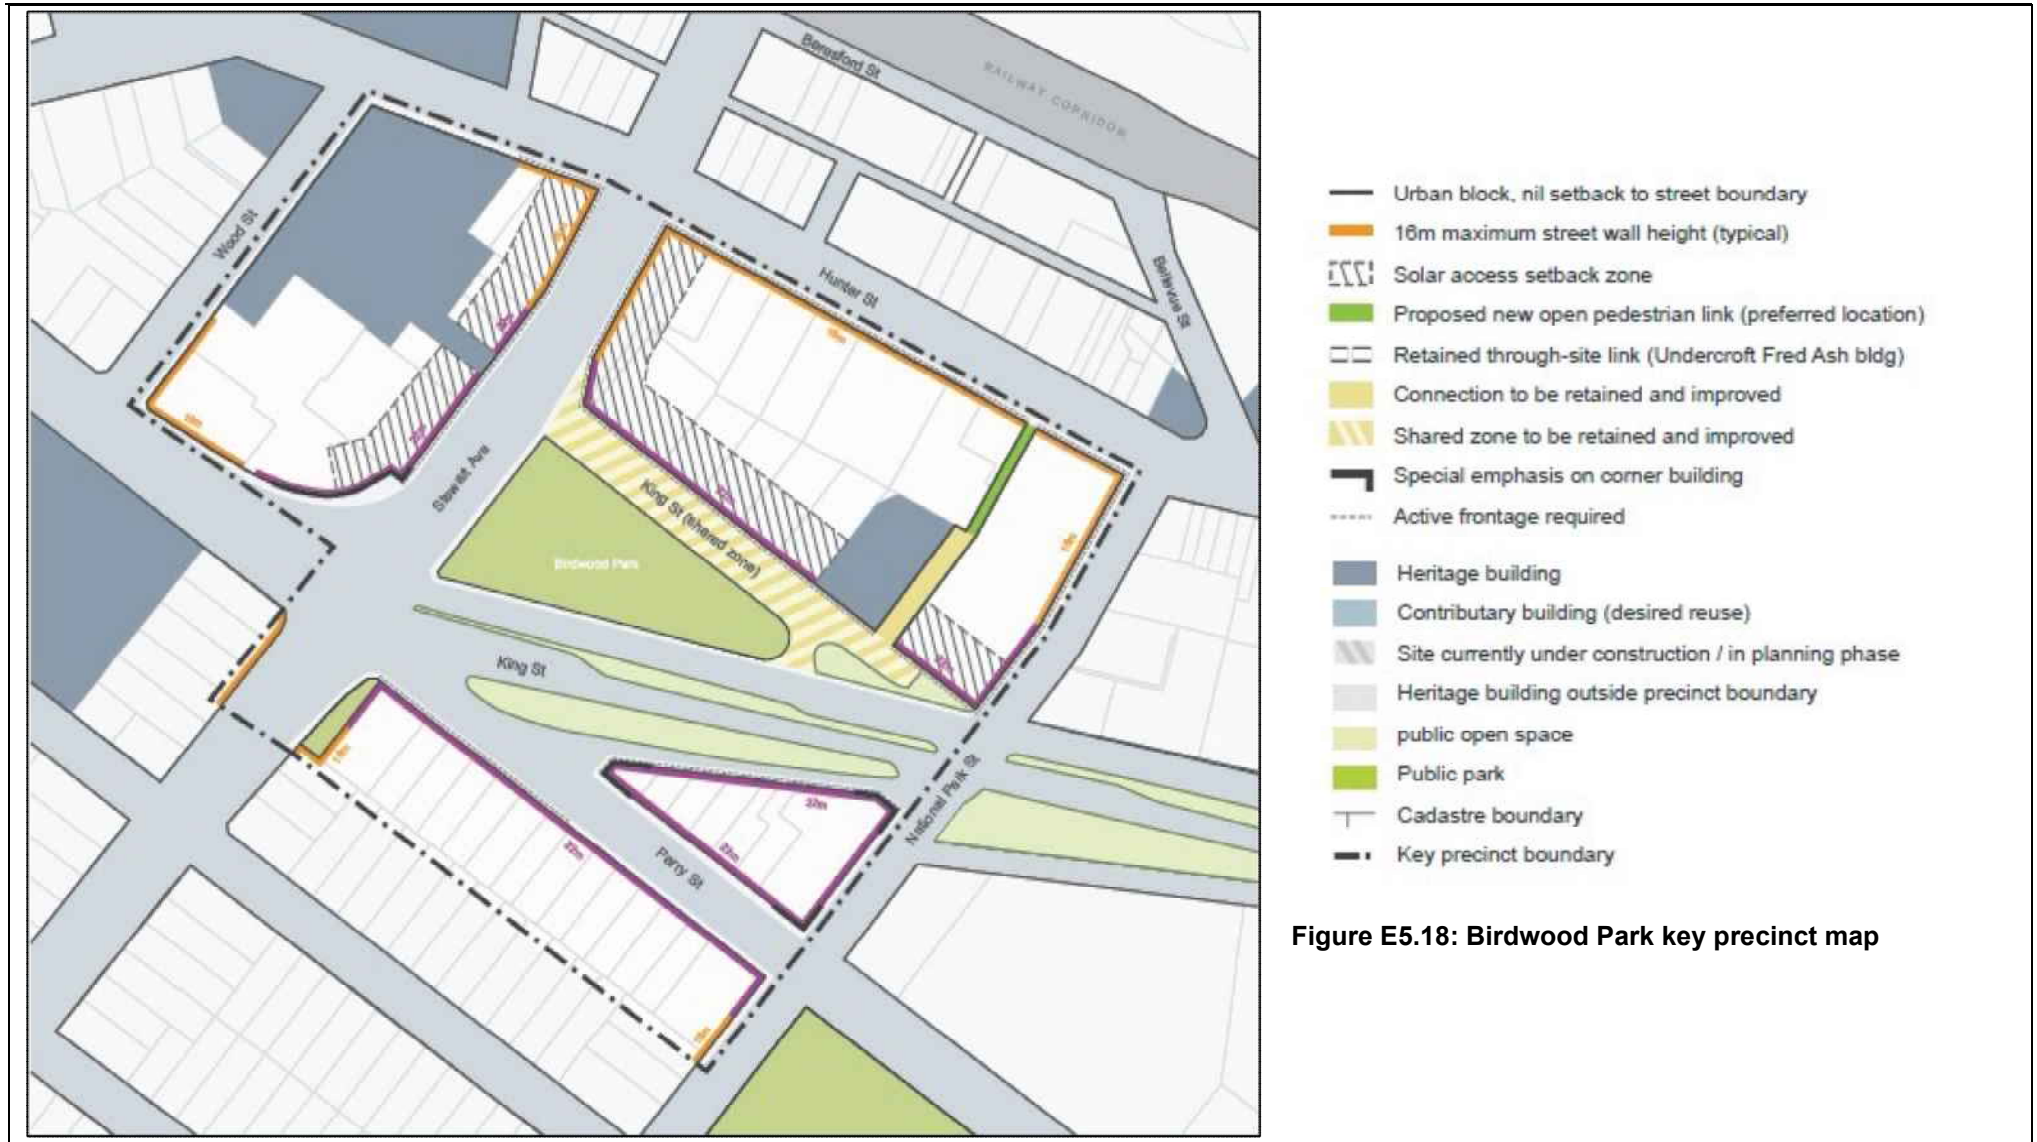 Beresford St
RAILWAY CORRIDOR
Wood St
Hunter St
Bellevue St
16m
16m
16m
Stewart Ave
King St (shared zone)
Birdwood Park
King St
National Park St
22m
22m
22m
Parry St
Urban block, nil setback to street boundary
16m maximum street wall height (typical)
Solar access setback zone
Proposed new open pedestrian link (preferred location)
Retained through-site link (Undercroft Fred Ash bldg)
Connection to be retained and improved
Shared zone to be retained and improved
Special emphasis on corner building
Active frontage required
Heritage building
Contributary building (desired reuse)
Site currently under construction / in planning phase
Heritage building outside precinct boundary
public open space
Public park
Cadastre boundary
Key precinct boundary
Figure E5.18: Birdwood Park key precinct map